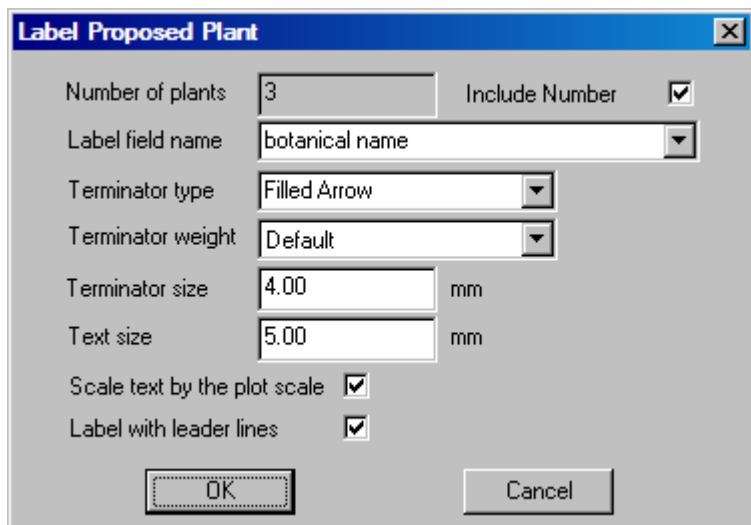 Label Proposed Plant
Number of plants 3 Include Number
Label field name botanical name
Terminator type Filled Arrow
Terminator weight Default
Terminator size 4.00 mm
Text size 5.00 mm
Scale text by the plot scale
Label with leader lines
OK Cancel